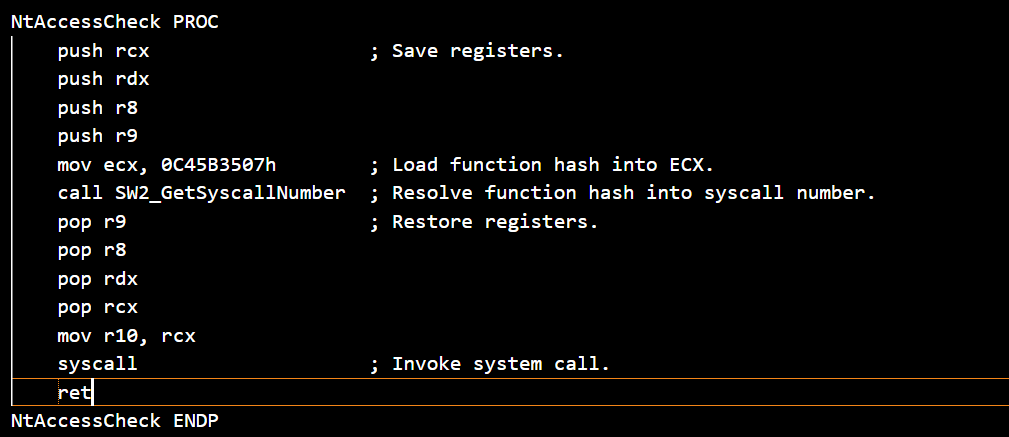 NtAccessCheck PROC
    push rcx                   ; Save registers.
    push rdx
    push r8
    push r9
    mov ecx, 0C45B3507h        ; Load function hash into ECX.
    call SW2_GetSyscallNumber  ; Resolve function hash into syscall number.
    pop r9                     ; Restore registers.
    pop r8
    pop rdx
    pop rcx
    mov r10, rcx
    syscall                    ; Invoke system call.
    ret
NtAccessCheck ENDP